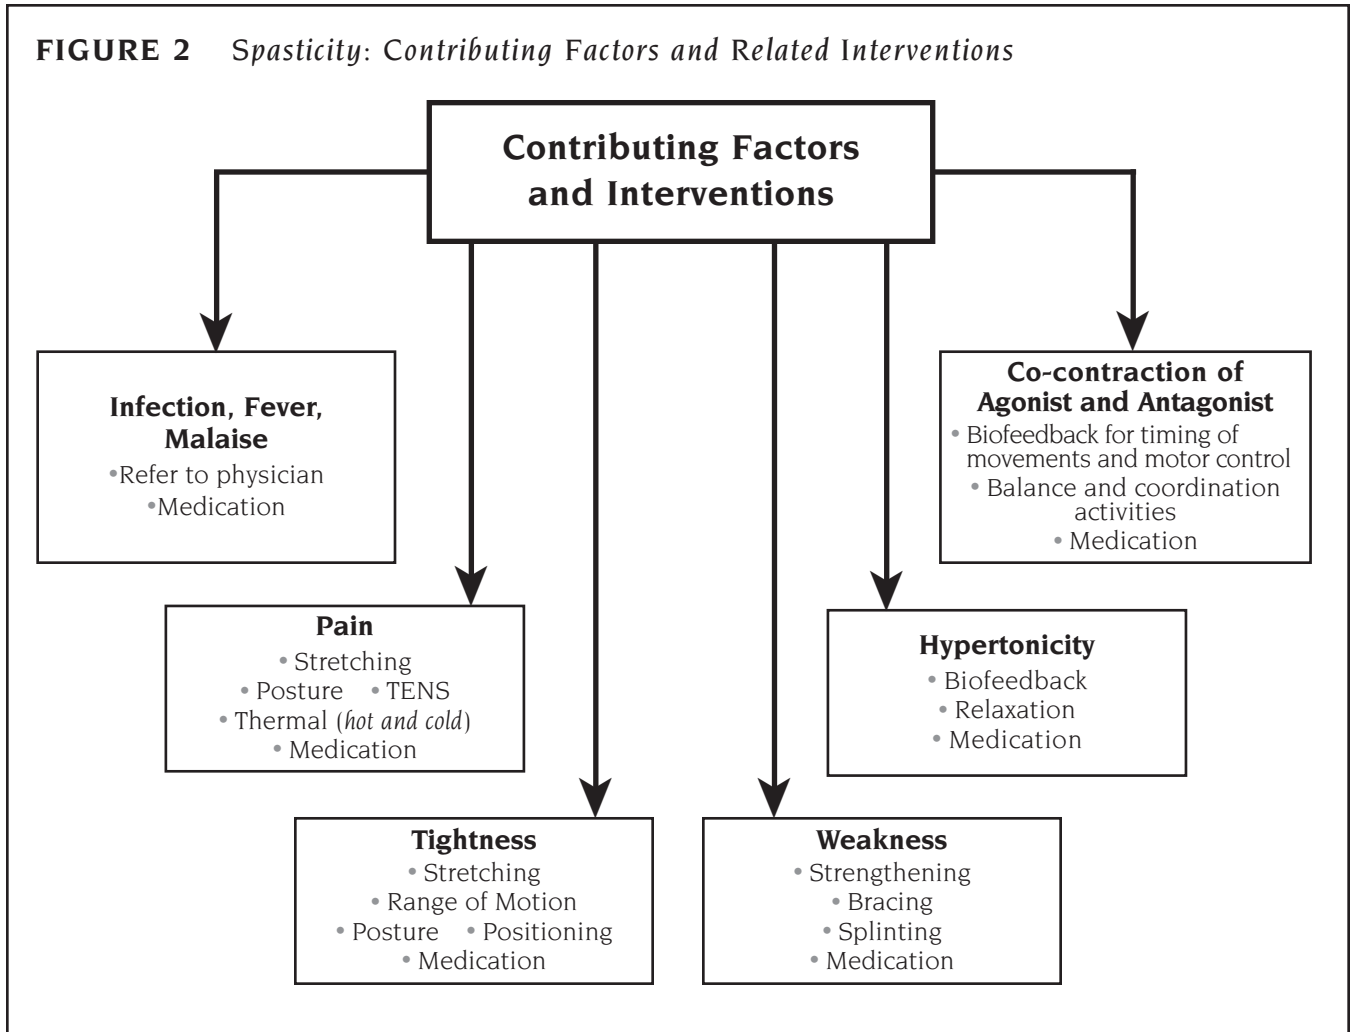 FIGURE 2 Spasticity: Contributing Factors and Related Interventions
Contributing Factors
and Interventions
Infection, Fever,
Malaise
•Refer to physician
•Medication
Co-contraction of
Agonist and Antagonist
• Biofeedback for timing of
movements and motor control
• Balance and coordination
activities
• Medication
Pain
• Stretching
• Posture • TENS
• Thermal (hot and cold)
• Medication
Hypertonicity
• Biofeedback
• Relaxation
• Medication
Tightness
• Stretching
• Range of Motion
• Posture • Positioning
• Medication
Weakness
• Strengthening
• Bracing
• Splinting
• Medication